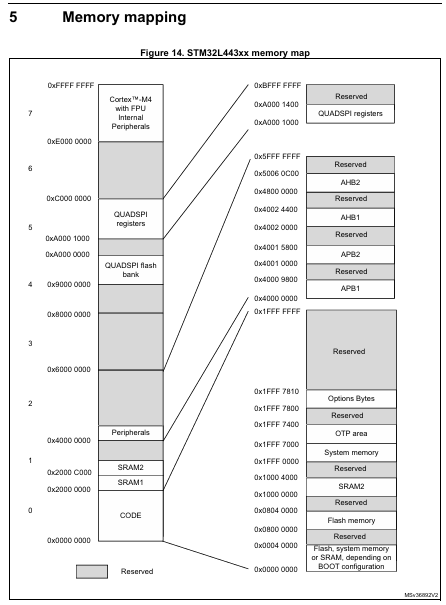 5 Memory mapping
Figure 14. STM32L443xx memory map
0xFFFF FFFF
7
Cortex™-M4
with FPU
Internal
Peripherals
0xE000 0000
6
0xC000 0000
5
QUADSPI
registers
0xA000 1000
0xA000 0000
QUADSPI flash
bank
4
0x9000 0000
0x8000 0000
3
0x6000 0000
2
Peripherals
0x4000 0000
1
SRAM2
0x2000 C000
SRAM1
0x2000 0000
0
CODE
0x0000 0000
Reserved
0xBFFF FFFF
Reserved
0xA000 1400
QUADSPI registers
0xA000 1000
0x5FFF FFFF
Reserved
0x5006 0C00
AHB2
0x4800 0000
Reserved
0x4002 4400
AHB1
0x4002 0000
Reserved
0x4001 5800
APB2
0x4001 0000
Reserved
0x4000 9800
APB1
0x4000 0000
0x1FFF FFFF
Reserved
0x1FFF 7810
Options Bytes
0x1FFF 7800
Reserved
0x1FFF 7400
OTP area
0x1FFF 7000
System memory
0x1FFF 0000
Reserved
0x1000 4000
SRAM2
0x1000 0000
Reserved
0x0804 0000
Flash memory
0x0800 0000
Reserved
0x0004 0000
Flash, system memory
or SRAM, depending on
BOOT configuration
0x0000 0000
MSv36892V2